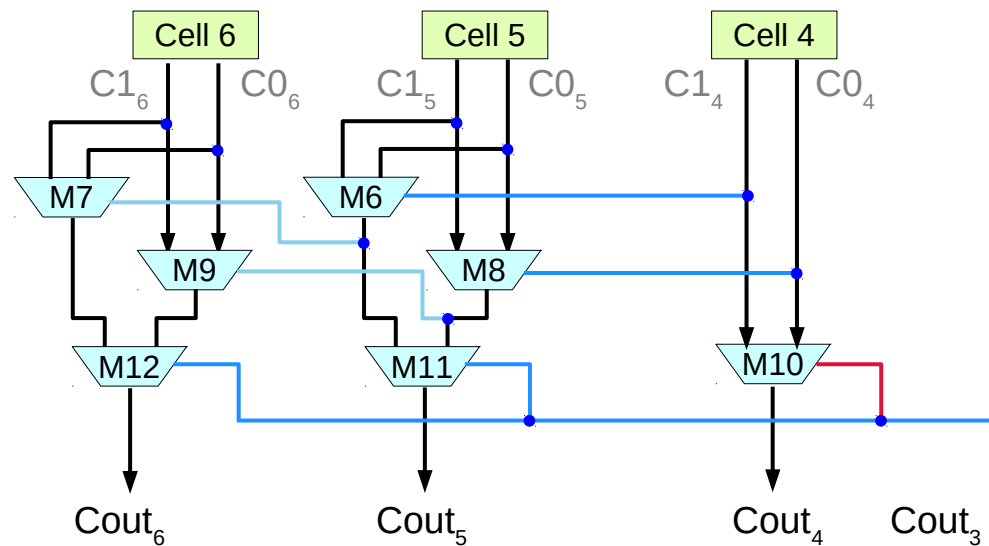 Cell 6
Cell 5
Cell 4
C1₆
C0₆
C1₅
C0₅
C1₄
C0₄
M7
M6
M9
M8
M12
M11
M10
Cout₆
Cout₅
Cout₄
Cout₃